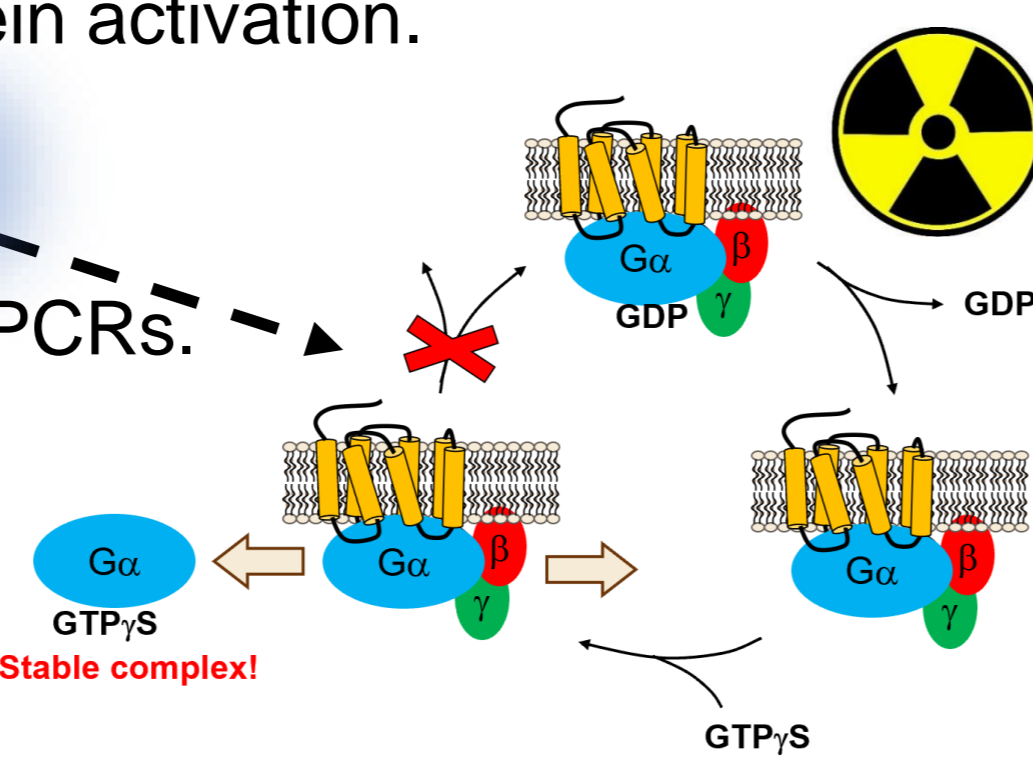 ein activation.
PCRs.
Gα
β
γ
GDP
GDP
Gα
GTPγS
Stable complex!
Gα
β
γ
Gα
β
γ
GTPγS